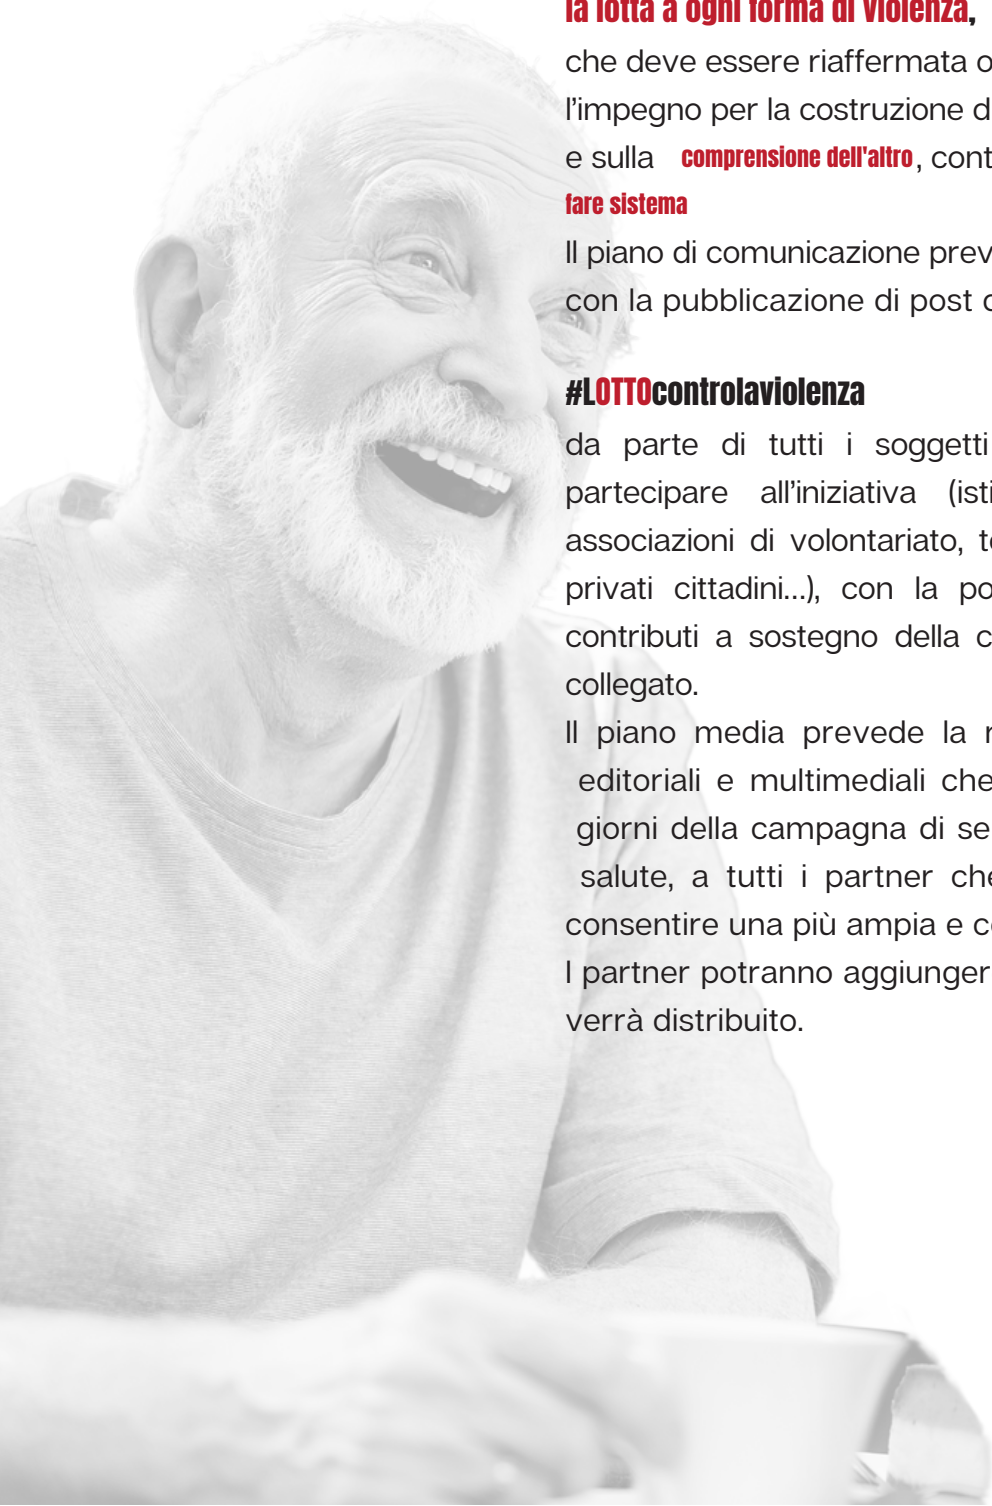 la lotta a ogni forma di violenza,
che deve essere riaffermata o
l'impegno per la costruzione d
e sulla comprensione dell'altro, cont
fare sistema
Il piano di comunicazione prev
con la pubblicazione di post
#LOTTOcontrolaviolenza
da parte di tutti i soggetti
partecipare all'iniziativa (isti
associazioni di volontariato, te
privati cittadini...), con la po
contributi a sostegno della c
collegato.
Il piano media prevede la
editoriali e multimediali che
giorni della campagna di se
salute, a tutti i partner che
consentire una più ampia e co
I partner potranno aggiunger
verrà distribuito.